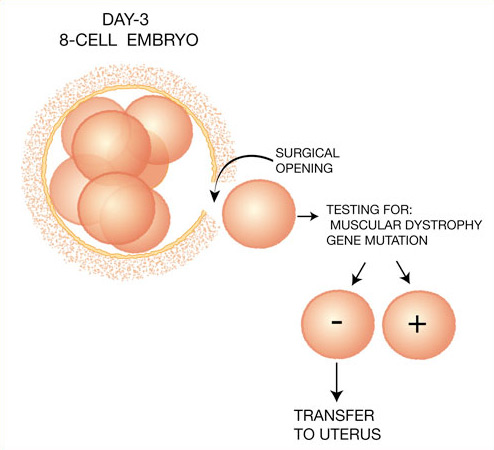 DAY-3
8-CELL EMBRYO
SURGICAL
OPENING
TESTING FOR:
MUSCULAR DYSTROPHY
GENE MUTATION
-
+
TRANSFER
TO UTERUS